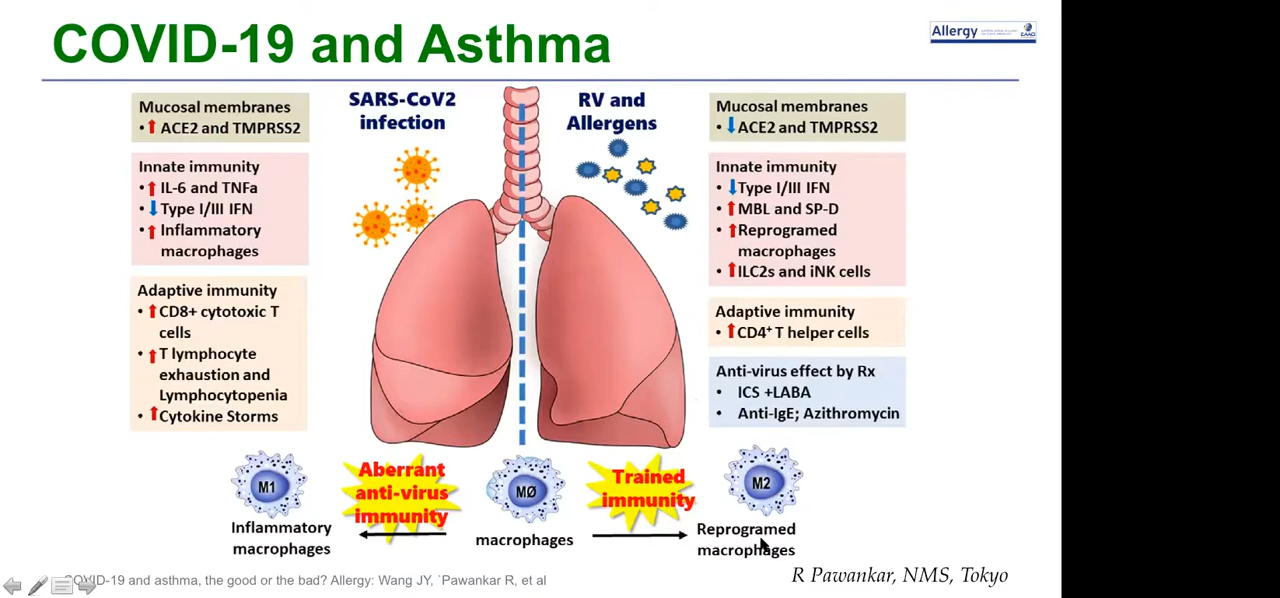 COVID-19 and Asthma
Allergy
EAACI
Mucosal membranes
• ACE2 and TMPRSS2
Innate immunity
• IL-6 and TNFa
• Type I/III IFN
• Inflammatory
macrophages
Adaptive immunity
• CD8+ cytotoxic T
cells
• T lymphocyte
exhaustion and
Lymphocytopenia
• Cytokine Storms
SARS-CoV2
infection
RV and
Allergens
Mucosal membranes
• ACE2 and TMPRSS2
Innate immunity
• Type I/III IFN
• MBL and SP-D
• Reprogramed
macrophages
• ILC2s and iNK cells
Adaptive immunity
• CD4⁺ T helper cells
Anti-virus effect by Rx
• ICS +LABA
• Anti-IgE; Azithromycin
M1
Inflammatory
macrophages
Aberrant
anti-virus
immunity
MØ
macrophages
Trained
immunity
M2
Reprogramed
macrophages
COVID-19 and asthma, the good or the bad? Allergy: Wang JY, `Pawankar R, et al
R Pawankar, NMS, Tokyo